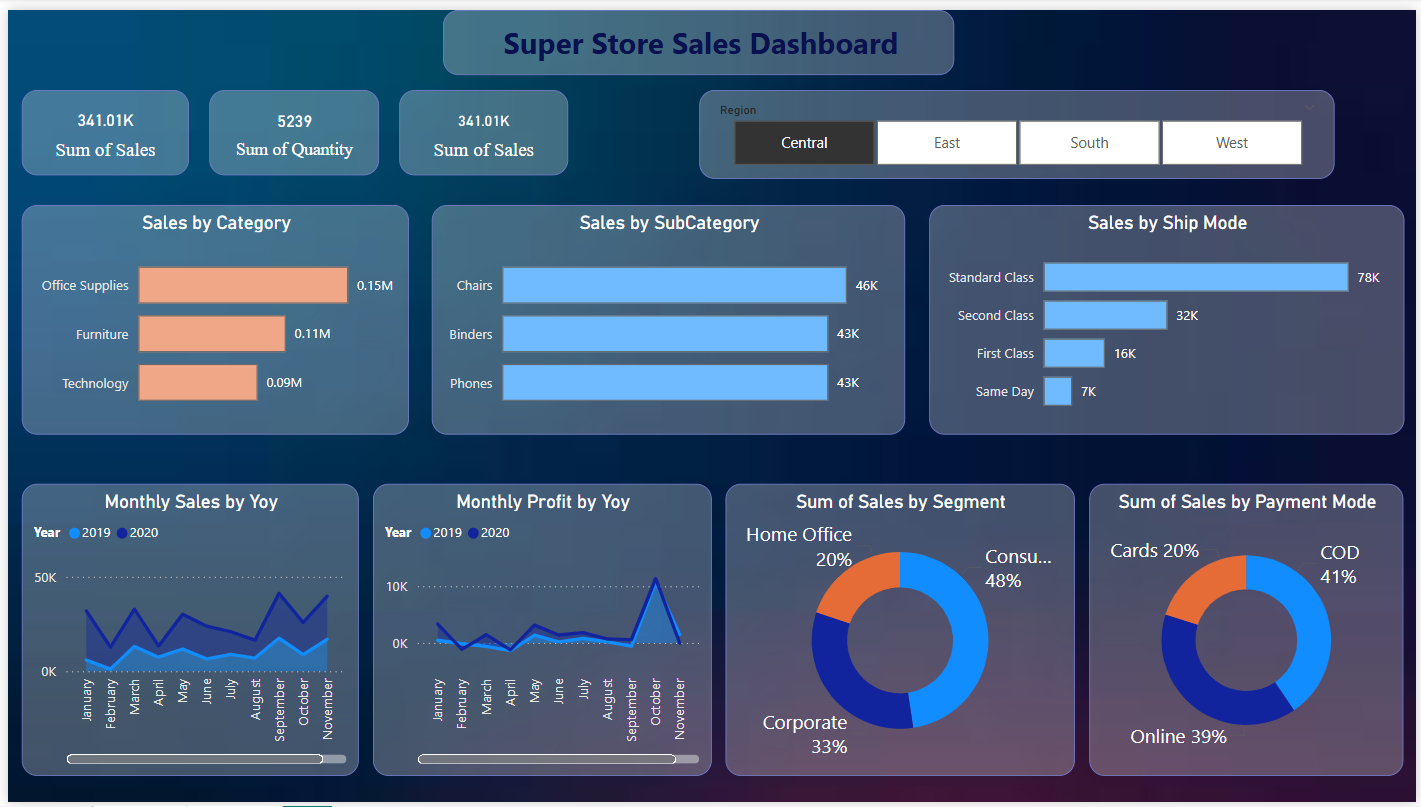 Super Store Sales Dashboard
341.01K
Sum of Sales
5239
Sum of Quantity
341.01K
Sum of Sales
Region
Central
East
South
West
Sales by Category
Office Supplies
0.15M
Furniture
0.11M
Technology
0.09M
Sales by SubCategory
Chairs
46K
Binders
43K
Phones
43K
Sales by Ship Mode
Standard Class
78K
Second Class
32K
First Class
16K
Same Day
7K
Monthly Sales by Yoy
Year 2019 2020
50K
0K
January
February
March
April
May
June
July
August
September
October
November
Monthly Profit by Yoy
Year 2019 2020
10K
0K
January
February
March
April
May
June
July
August
September
October
November
Sum of Sales by Segment
Home Office
20%
Consu...
48%
Corporate
33%
Sum of Sales by Payment Mode
Cards 20%
COD
41%
Online 39%